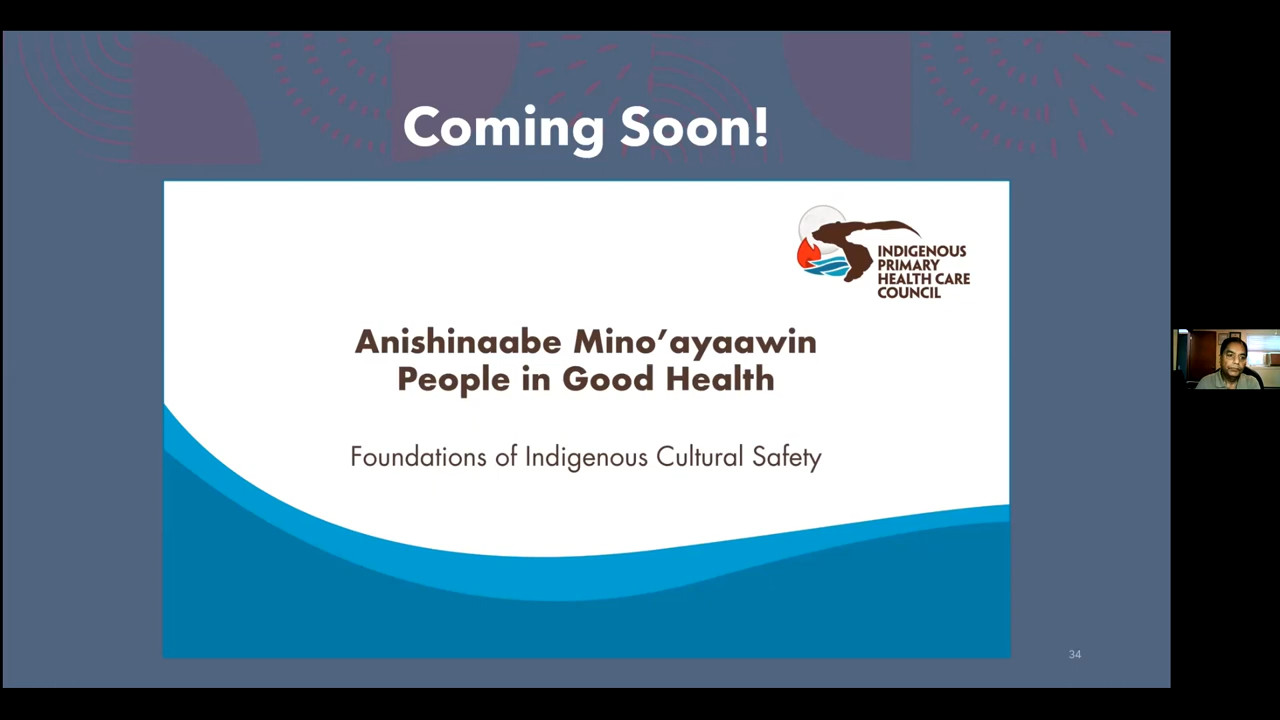 Coming Soon!
INDIGENOUS
PRIMARY
HEALTH CARE
COUNCIL
Anishinaabe Mino’ayaawin
People in Good Health
Foundations of Indigenous Cultural Safety
34